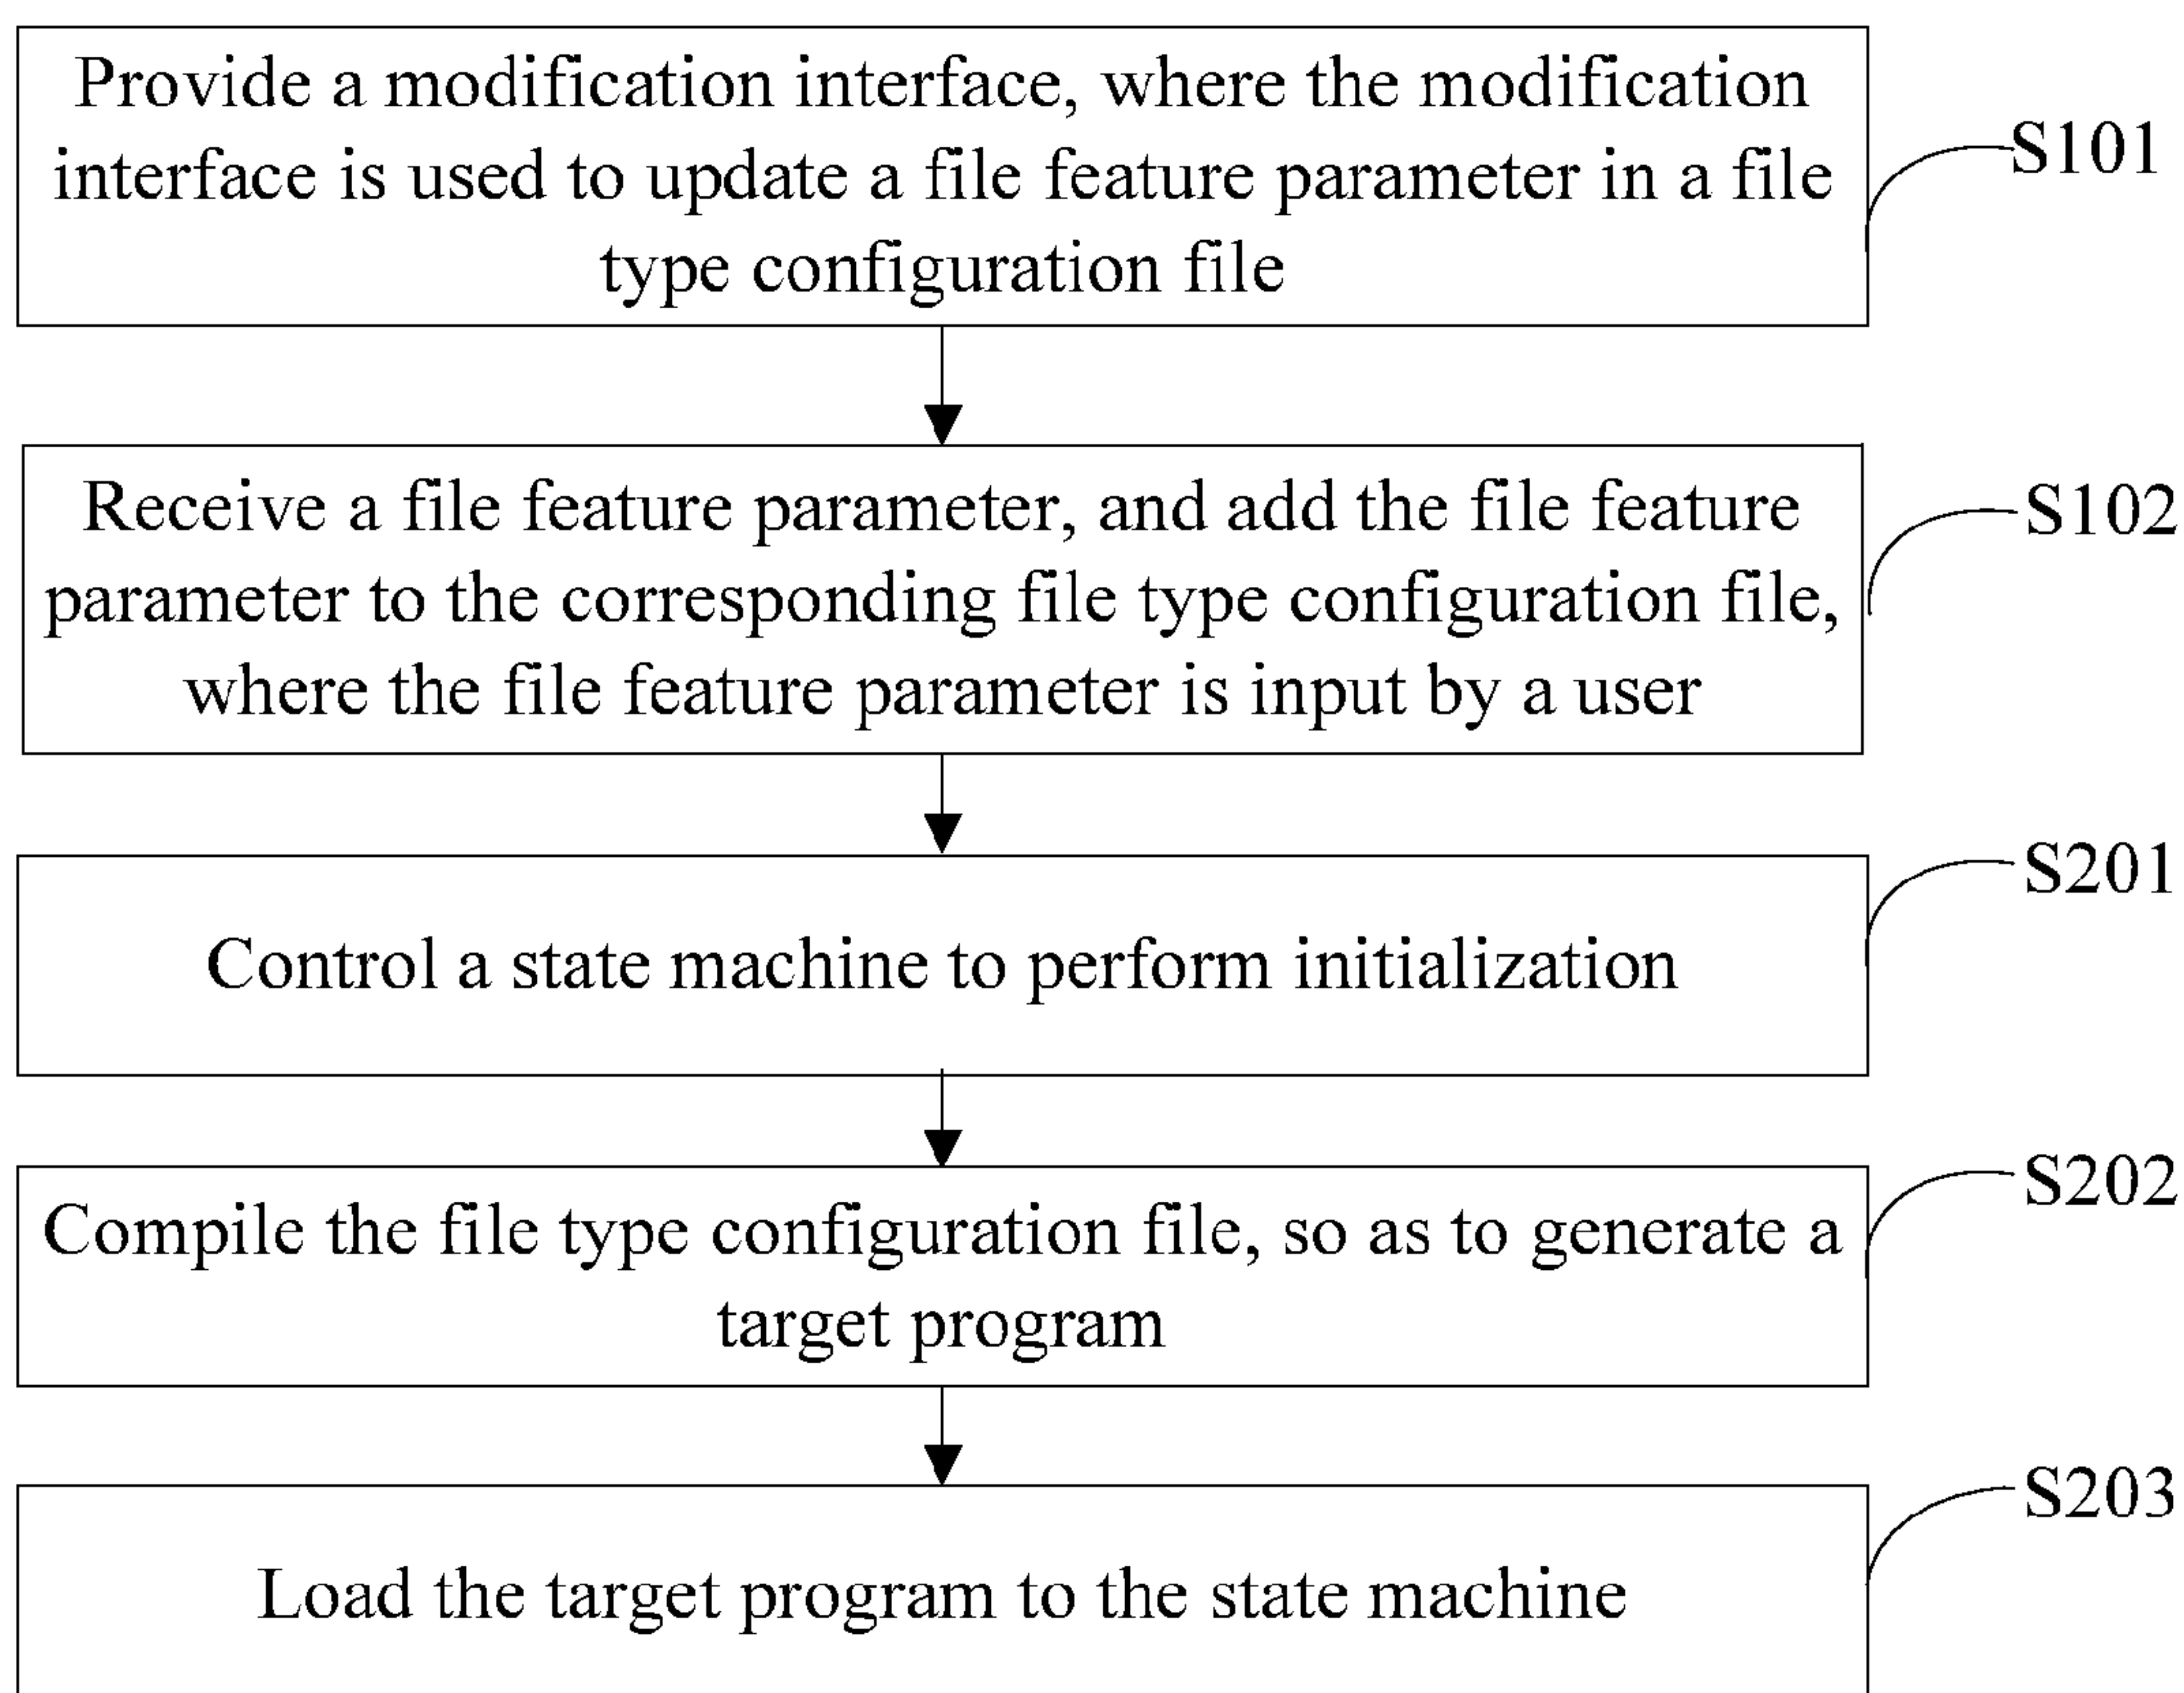 Provide a modification interface, where the modification
interface is used to update a file feature parameter in a file
type configuration file
S101
Receive a file feature parameter, and add the file feature
parameter to the corresponding file type configuration file,
where the file feature parameter is input by a user
S102
Control a state machine to perform initialization
S201
Compile the file type configuration file, so as to generate a
target program
S202
Load the target program to the state machine
S203